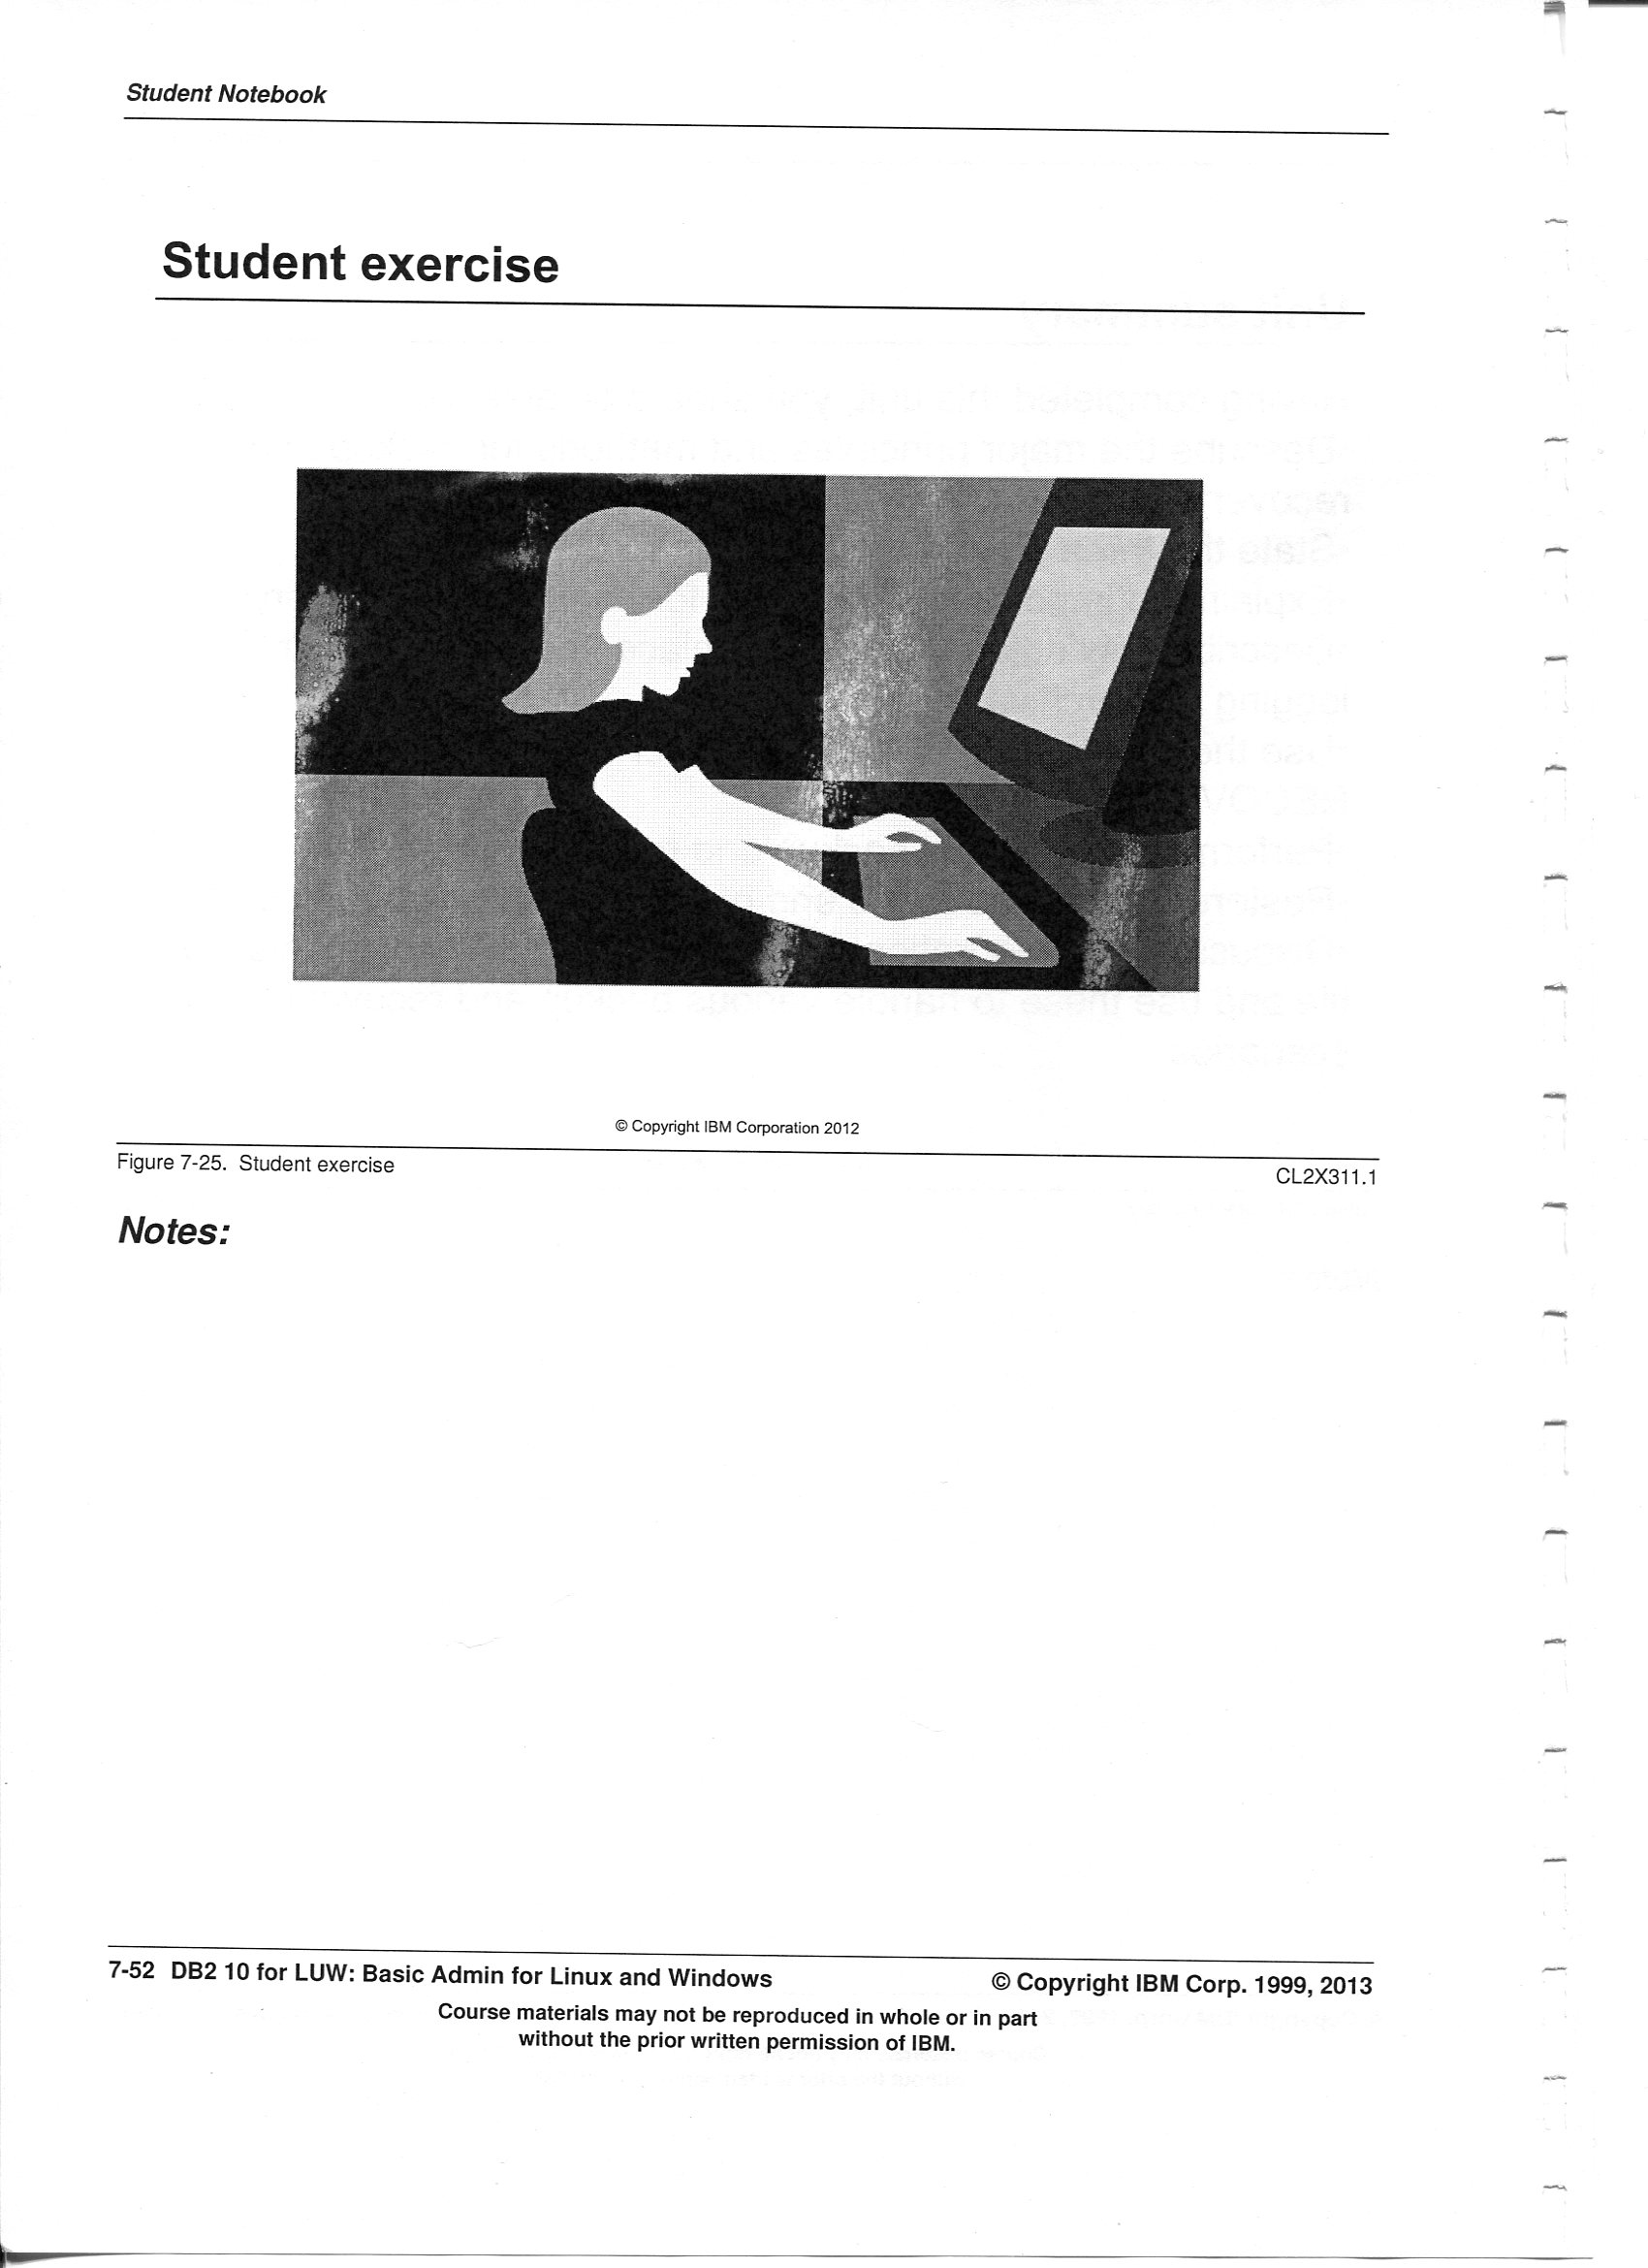 Student Notebook
Student exercise
© Copyright IBM Corporation 2012
Figure 7-25. Student exercise
CL2X311.1
Notes:
7-52 DB2 10 for LUW: Basic Admin for Linux and Windows
© Copyright IBM Corp. 1999, 2013
Course materials may not be reproduced in whole or in part
without the prior written permission of IBM.